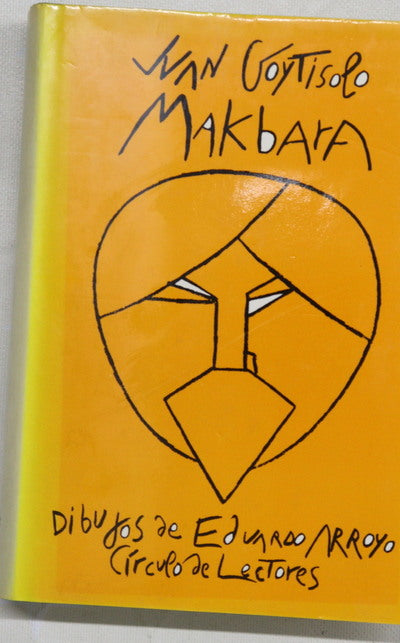 JUAN GOYTISOLO
MAKbARA
Dibujos de EduARdo ARROYO
Círculo de Lectores